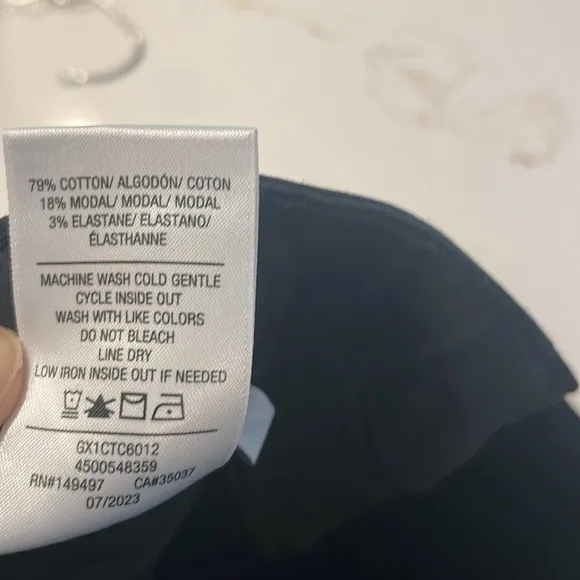 79% COTTON/ ALGODÓN/ COTON
18% MODAL/ MODAL/ MODAL
3% ELASTANE/ ELASTANO/
ÉLASTHANNE
MACHINE WASH COLD GENTLE
CYCLE INSIDE OUT
WASH WITH LIKE COLORS
DO NOT BLEACH
LINE DRY
LOW IRON INSIDE OUT IF NEEDED
GX1CTC6012
4500548359
RN#149497 CA#35037
07/2023